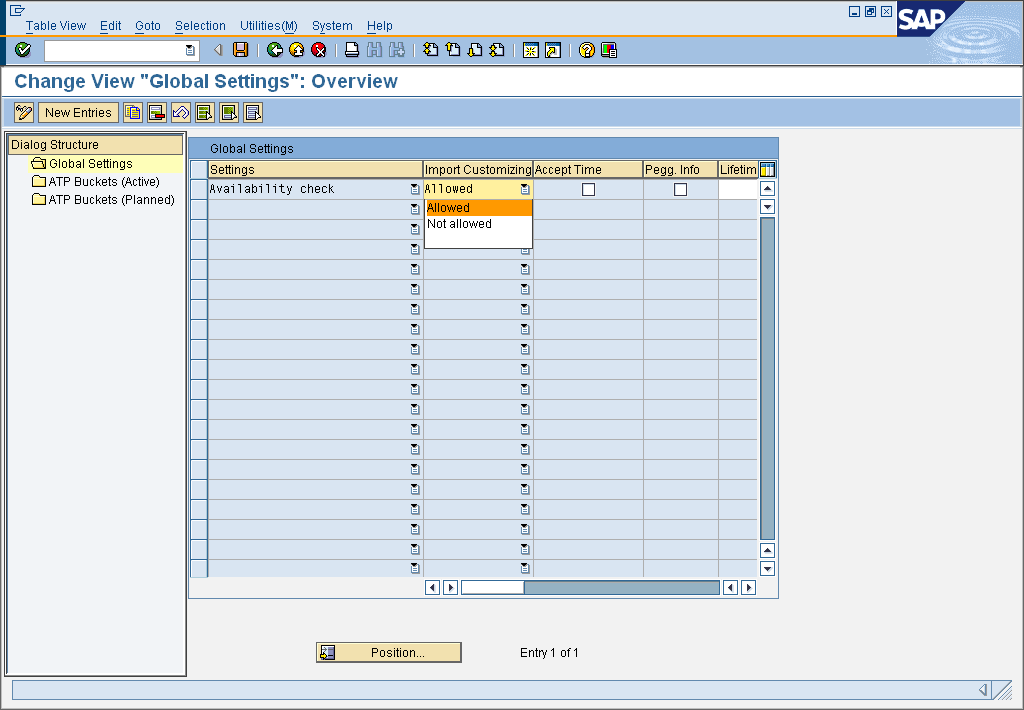 Table View Edit Goto Selection Utilities(M) System Help
SAP
Change View "Global Settings": Overview
New Entries
Dialog Structure
Global Settings
ATP Buckets (Active)
ATP Buckets (Planned)
Global Settings
Settings Import Customizing Accept Time Pegg. Info Lifetim
Availability check Allowed
Allowed
Not allowed
Position... Entry 1 of 1